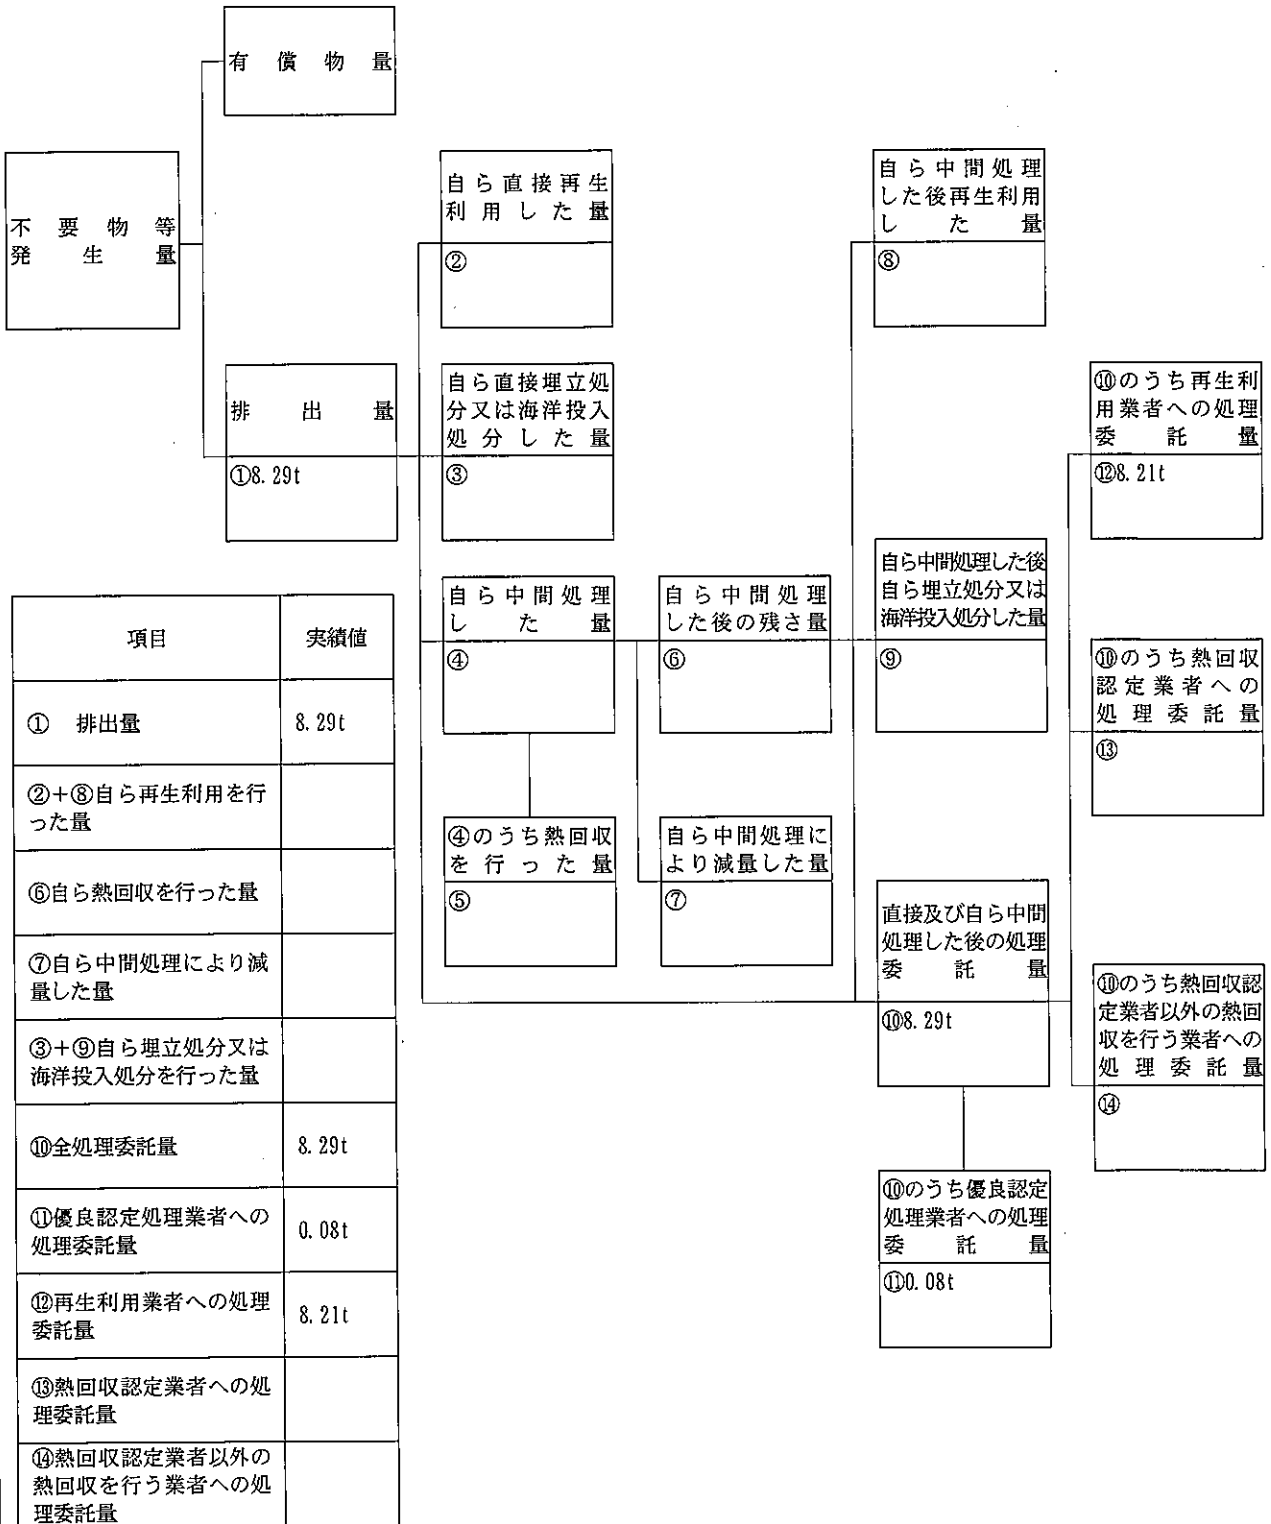 有償物量
不要物等
発生量
自ら直接再生
利用した量
②
自ら中間処理
した後再生利用
した量
⑧
排出量
①8.29t
自ら直接埋立処
分又は海洋投入
処分した量
③
⑩のうち再生利
用業者への処理
委託量
⑫8.21t
自ら中間処理
した量
④
自ら中間処理
した後の残さ量
⑥
自ら中間処理した後
自ら埋立処分又は
海洋投入処分した量
⑨
⑩のうち熱回収
認定業者への
処理委託量
⑬
④のうち熱回収
を行った量
⑤
自ら中間処理に
より減量した量
⑦
直接及び自ら中間
処理した後の処理
委託量
⑩8.29t
⑩のうち熱回収認
定業者以外の熱回
収を行う業者への
処理委託量
⑭
⑩のうち優良認定
処理業者への処理
委託量
⑪0.08t
項目 実績値
① 排出量 8.29t
②+⑧自ら再生利用を行
った量
⑥自ら熱回収を行った量
⑦自ら中間処理により減
量した量
③+⑨自ら埋立処分又は
海洋投入処分を行った量
⑩全処理委託量 8.29t
⑪優良認定処理業者への
処理委託量 0.08t
⑫再生利用業者への処理
委託量 8.21t
⑬熱回収認定業者への処
理委託量
⑭熱回収認定業者以外の
熱回収を行う業者への処
理委託量